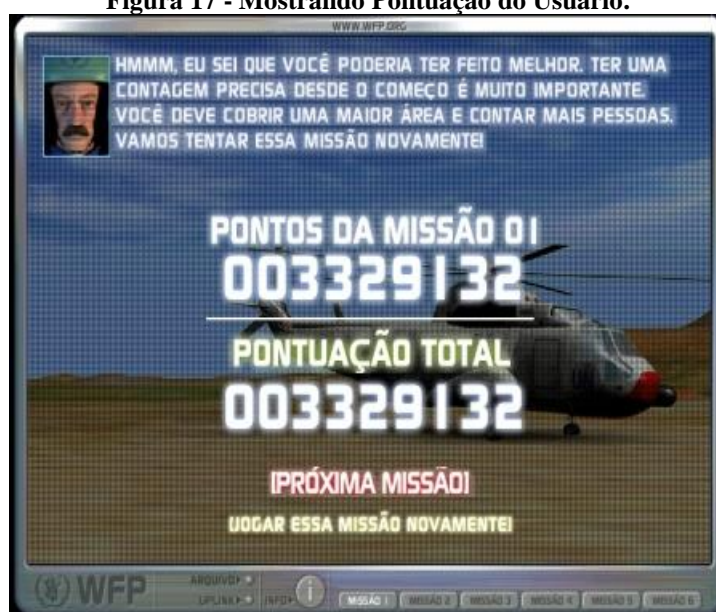 Figura 17 - Mostrando Pontuação do Usuário.
WWW.WFP.ORG
HMMM, EU SEI QUE VOCÊ PODERIA TER FEITO MELHOR. TER UMA
CONTAGEM PRECISA DESDE O COMEÇO É MUITO IMPORTANTE.
VOCÊ DEVE COBRIR UMA MAIOR ÁREA E CONTAR MAIS PESSOAS.
VAMOS TENTAR ESSA MISSÃO NOVAMENTE!
PONTOS DA MISSÃO 01
003329132
PONTUAÇÃO TOTAL
003329132
[PRÓXIMA MISSÃO]
[JOGAR ESSA MISSÃO NOVAMENTE]
WFP
ARQUIVO
UPLINK
INFO
i
MISSÃO 1
MISSÃO 2
MISSÃO 3
MISSÃO 4
MISSÃO 5
MISSÃO 6